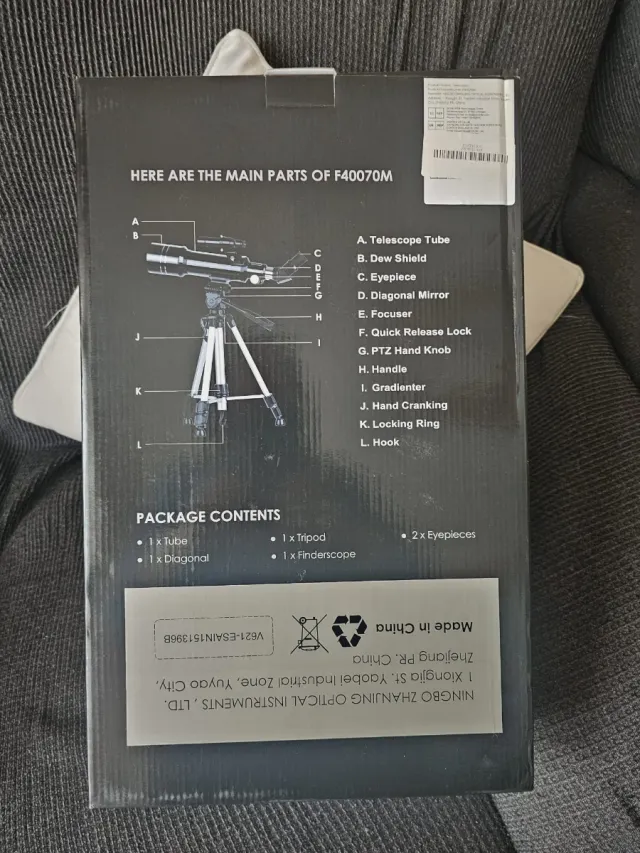 HERE ARE THE MAIN PARTS OF F40070M
A
B
C
D
E
F
G
H
I
J
K
L
A. Telescope Tube
B. Dew Shield
C. Eyepiece
D. Diagonal Mirror
E. Focuser
F. Quick Release Lock
G. PTZ Hand Knob
H. Handle
I. Gradienter
J. Hand Cranking
K. Locking Ring
L. Hook
PACKAGE CONTENTS
1 x Tube
1 x Tripod
2 x Eyepieces
1 x Diagonal
1 x Finderscope
NINGBO ZHANJING OPTICAL INSTRUMENTS , LTD.
1 Xiongjia St. Yaobei Industrial Zone, Yuyao City,
Zhejiang PR. China
Made in China
V621-ESAIN151396B